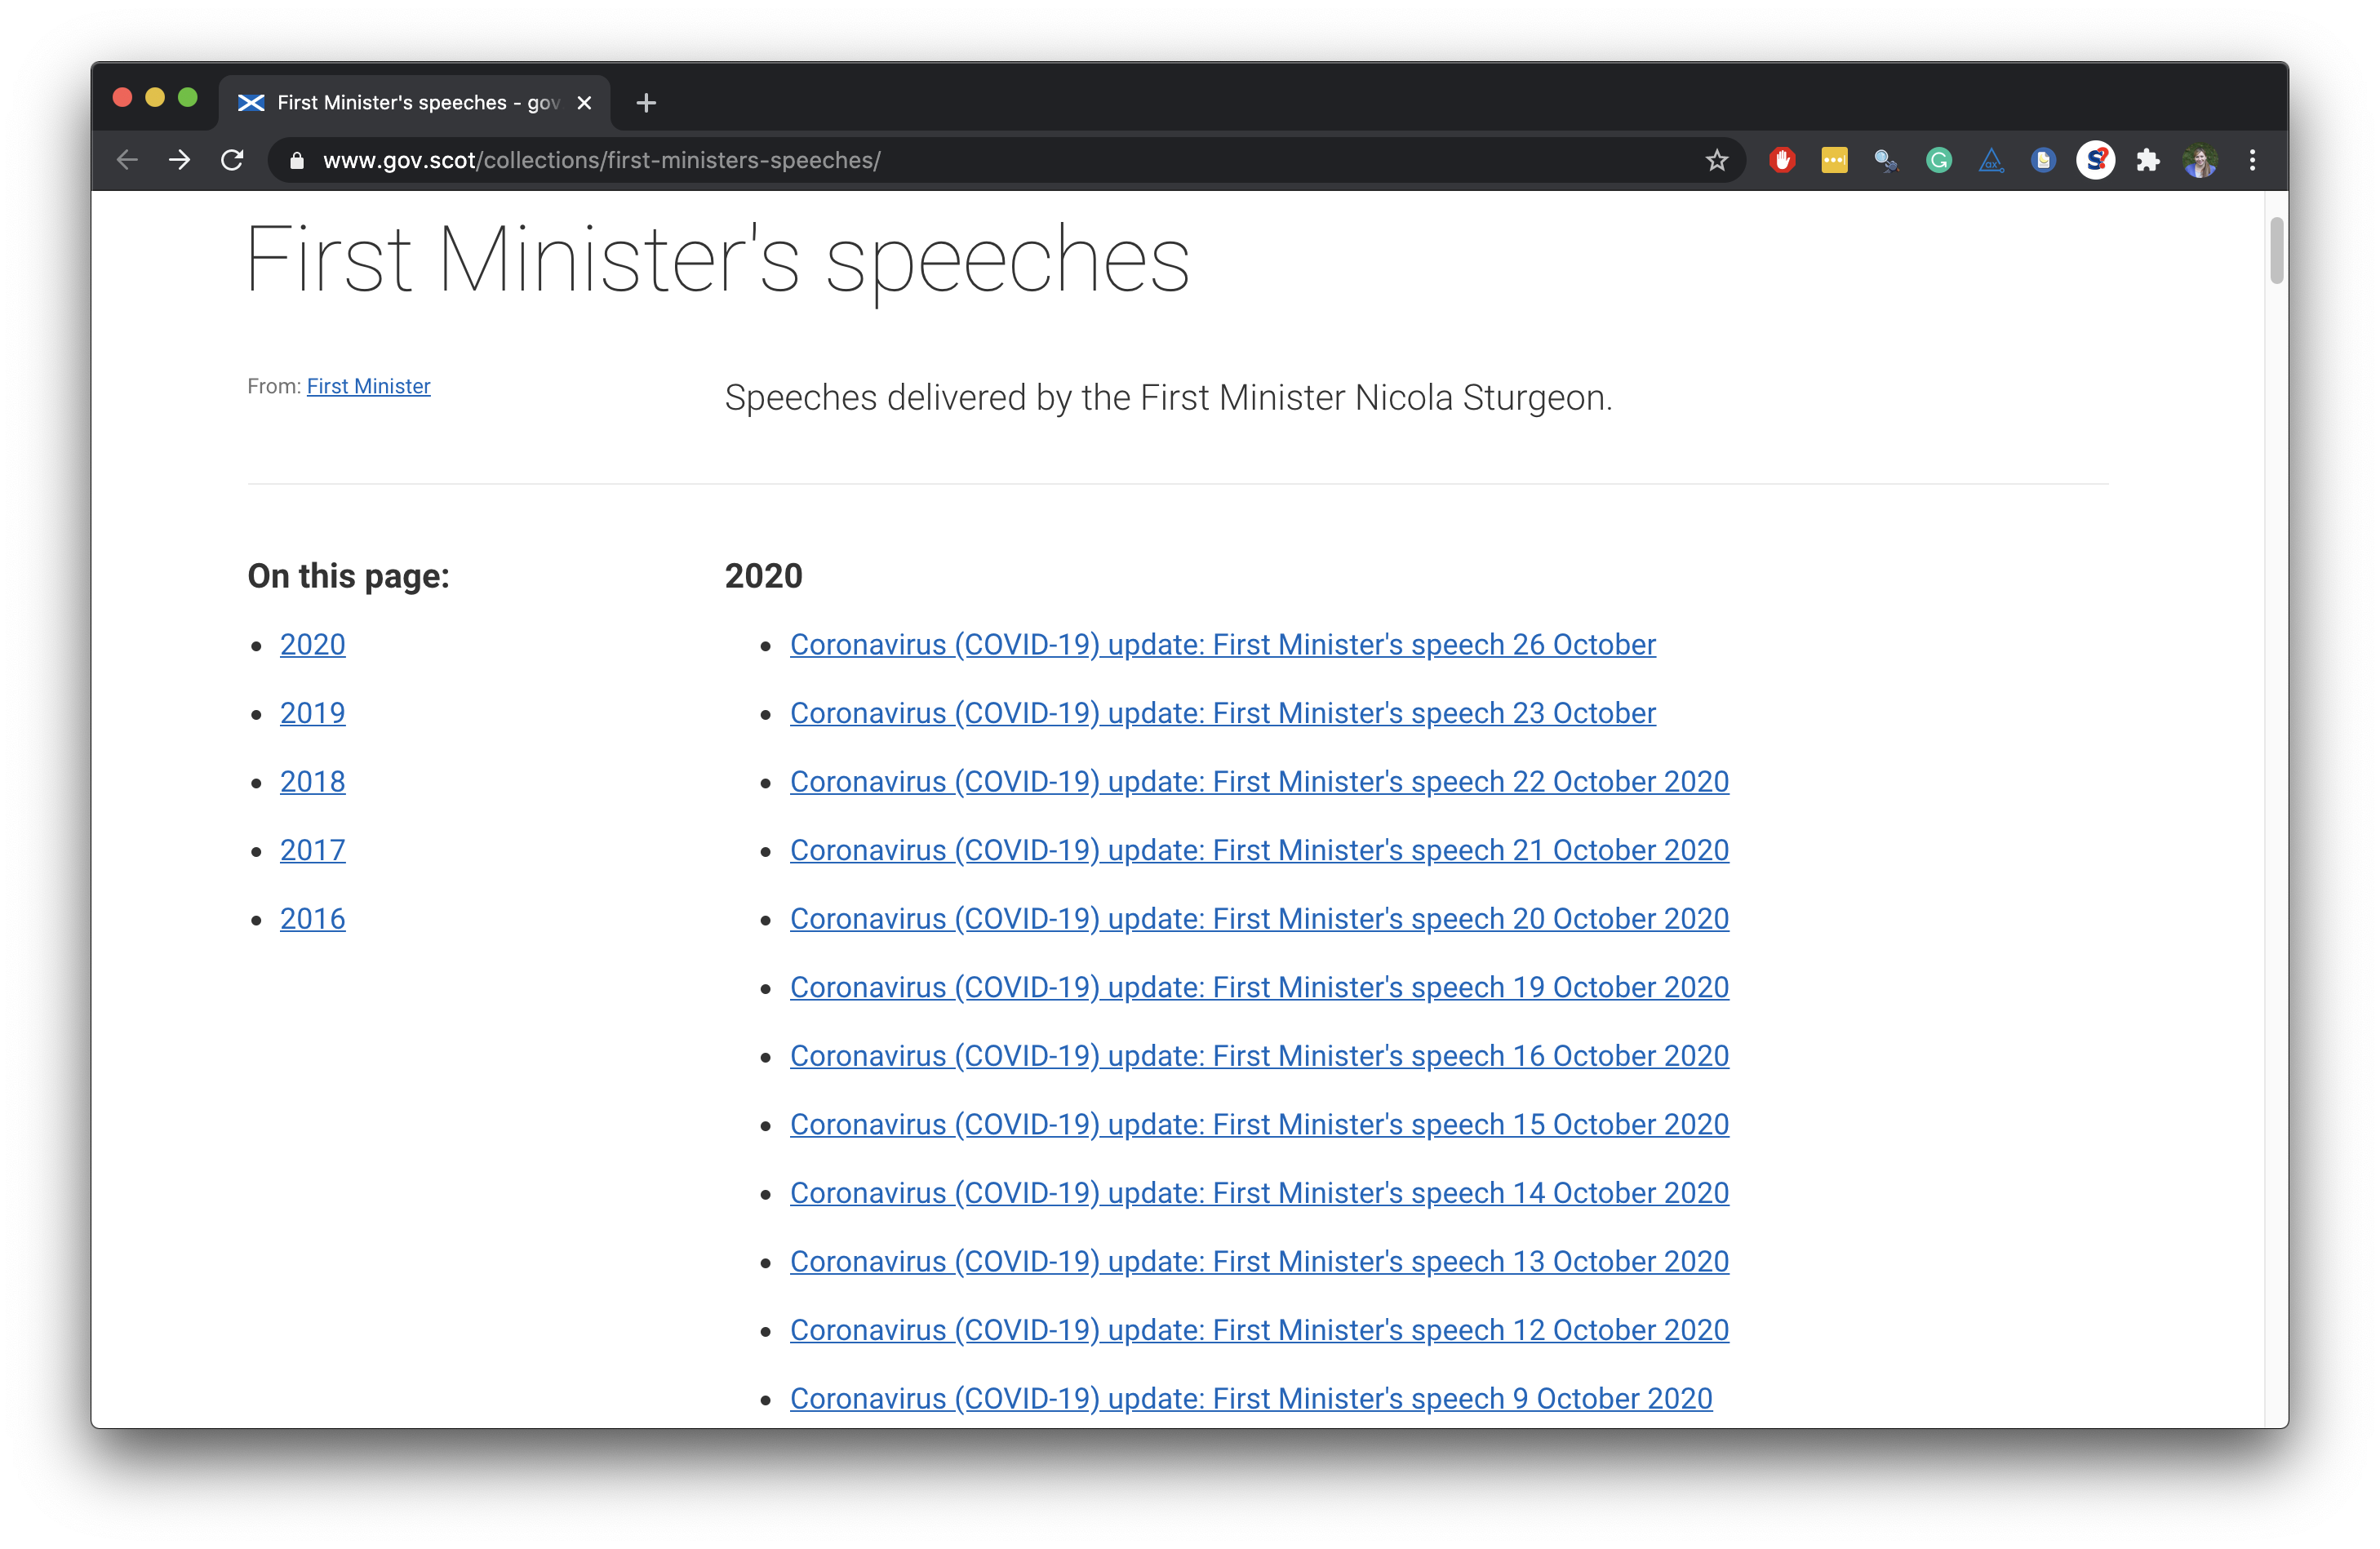 First Minister's speeches - gov
www.gov.scot/collections/first-ministers-speeches/
First Minister's speeches
From: First Minister
Speeches delivered by the First Minister Nicola Sturgeon.
On this page:
2020
2019
2018
2017
2016
2020
Coronavirus (COVID-19) update: First Minister's speech 26 October
Coronavirus (COVID-19) update: First Minister's speech 23 October
Coronavirus (COVID-19) update: First Minister's speech 22 October 2020
Coronavirus (COVID-19) update: First Minister's speech 21 October 2020
Coronavirus (COVID-19) update: First Minister's speech 20 October 2020
Coronavirus (COVID-19) update: First Minister's speech 19 October 2020
Coronavirus (COVID-19) update: First Minister's speech 16 October 2020
Coronavirus (COVID-19) update: First Minister's speech 15 October 2020
Coronavirus (COVID-19) update: First Minister's speech 14 October 2020
Coronavirus (COVID-19) update: First Minister's speech 13 October 2020
Coronavirus (COVID-19) update: First Minister's speech 12 October 2020
Coronavirus (COVID-19) update: First Minister's speech 9 October 2020